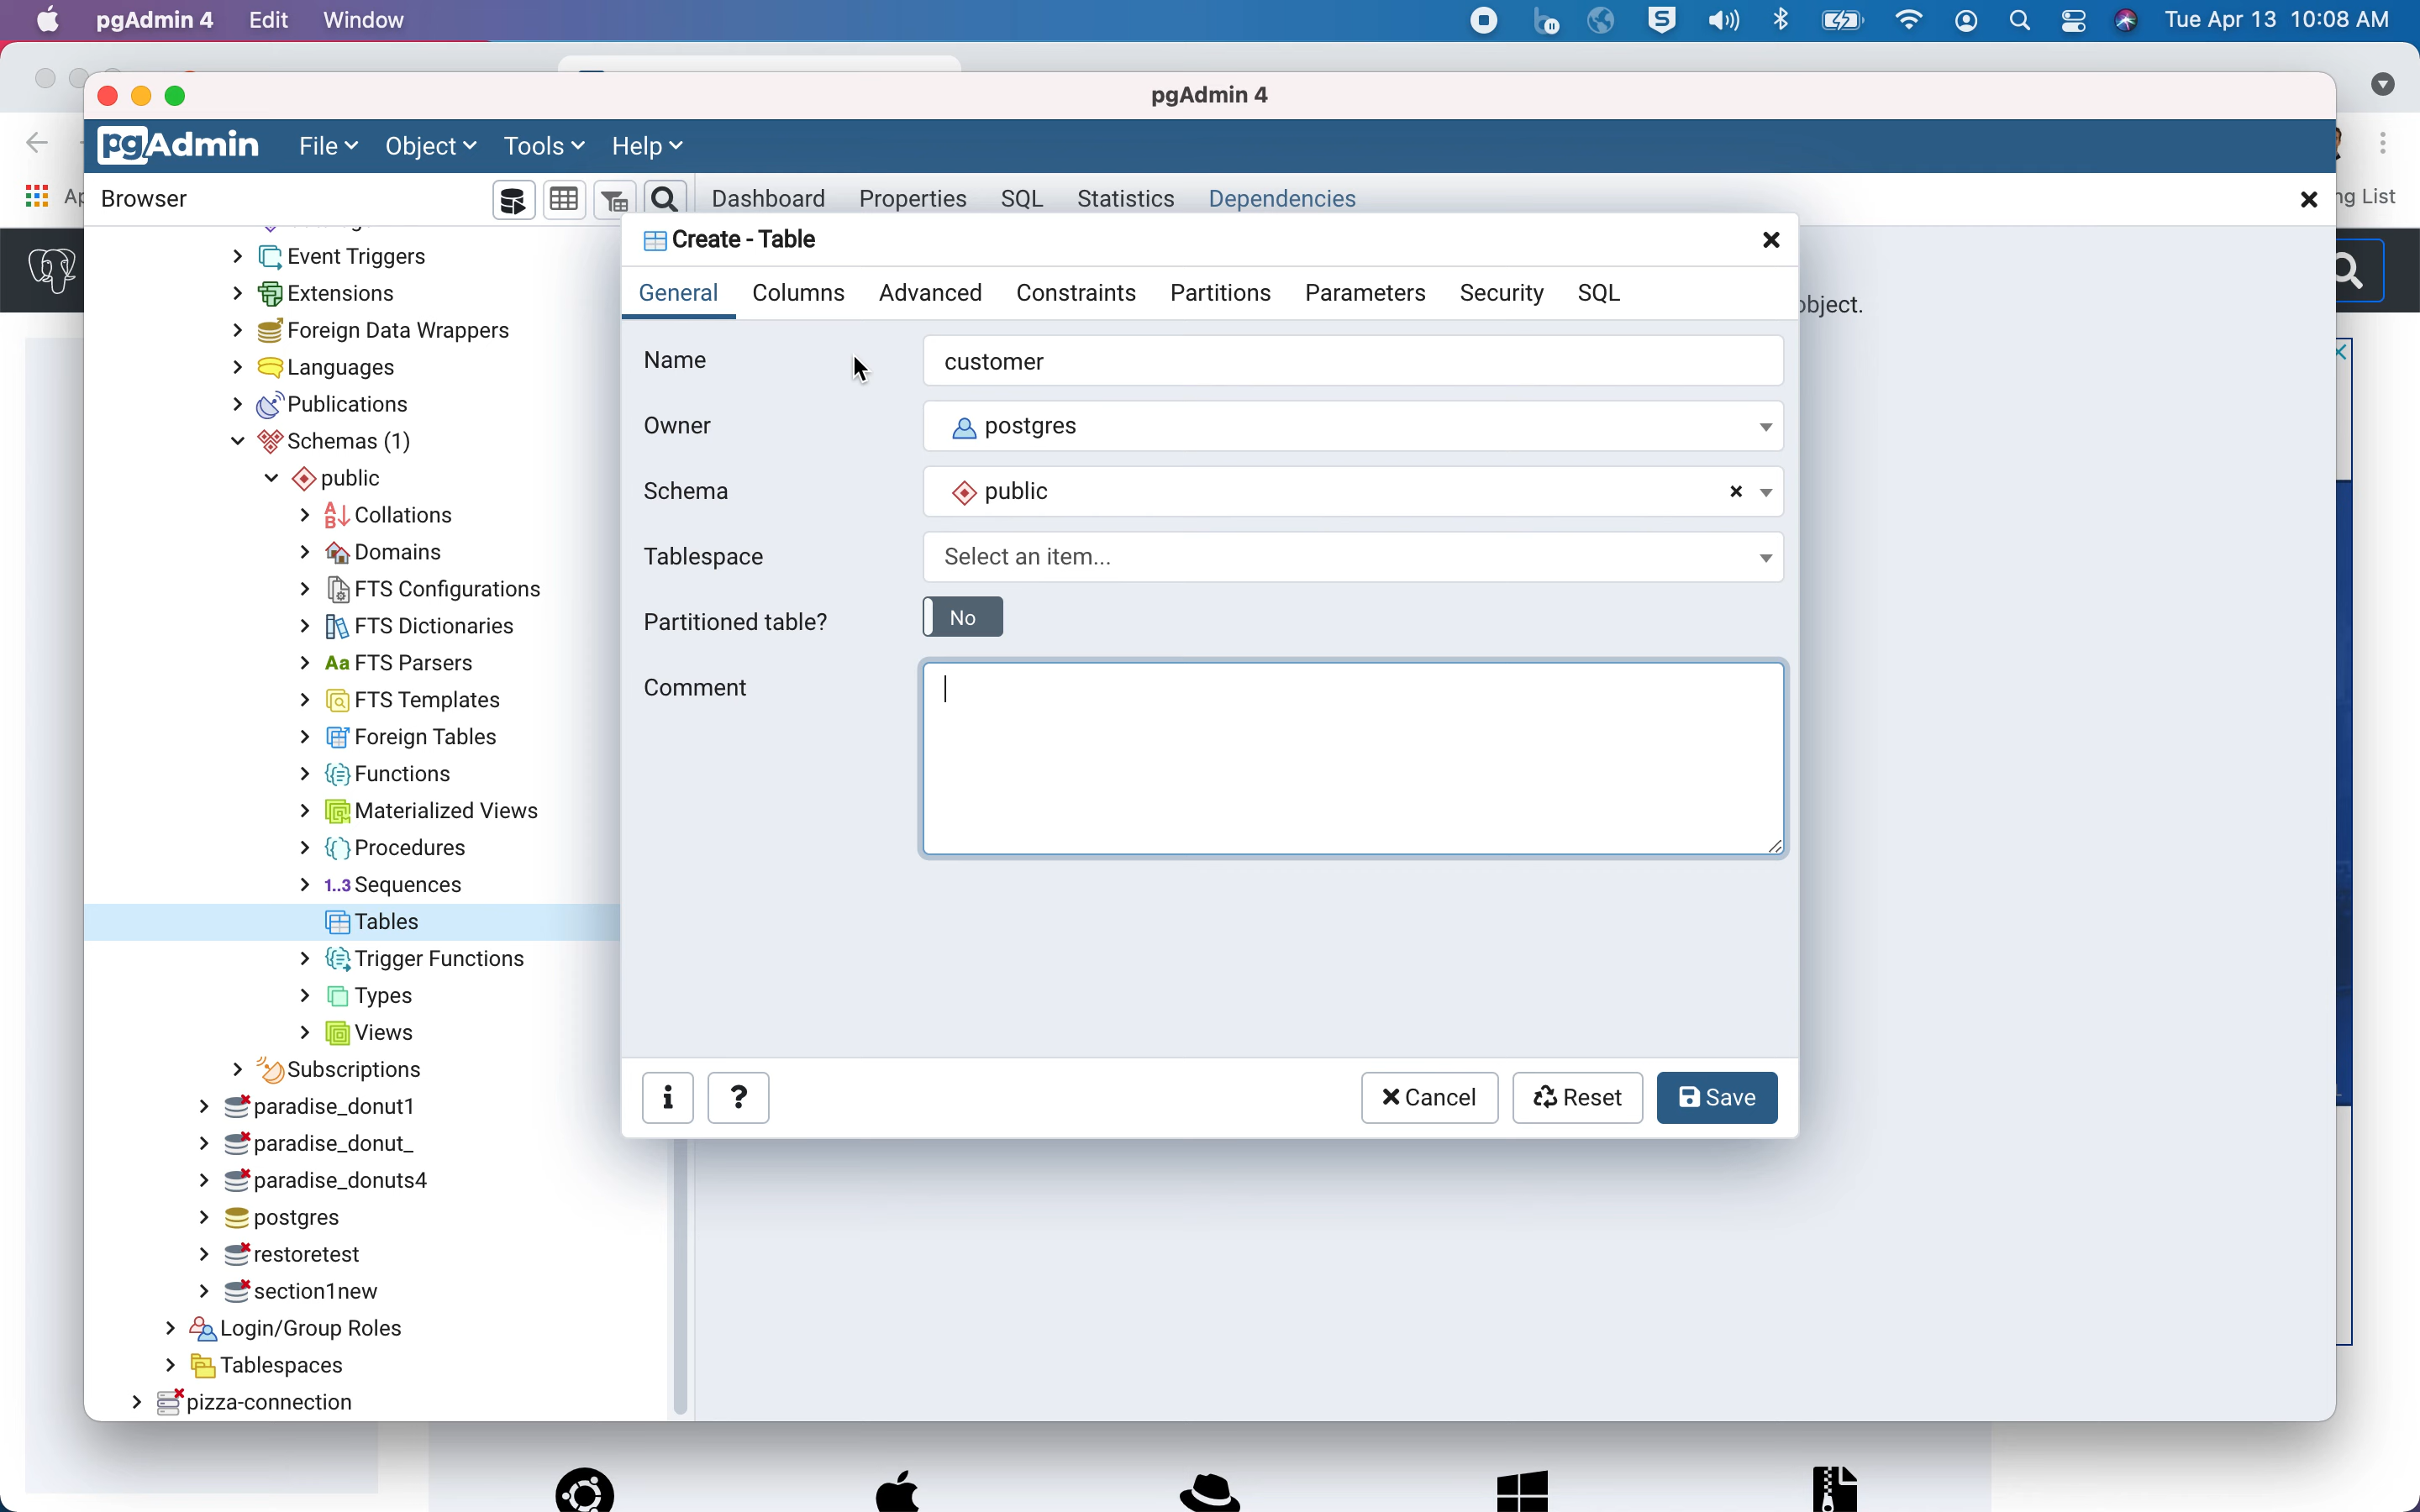 pgAdmin 4 Edit Window Tue Apr 13 10:08 AM
pgAdmin 4
pgAdmin File Object Tools Help
Browser Dashboard Properties SQL Statistics Dependencies
ng List
Create - Table
General Columns Advanced Constraints Partitions Parameters Security SQL
object.
Name customer
Owner postgres
Schema public
Tablespace Select an item...
Partitioned table? No
Comment
i ? Cancel Reset Save
Event Triggers
Extensions
Foreign Data Wrappers
Languages
Publications
Schemas (1)
public
Collations
Domains
FTS Configurations
FTS Dictionaries
Aa FTS Parsers
FTS Templates
Foreign Tables
Functions
Materialized Views
Procedures
1..3 Sequences
Tables
Trigger Functions
Types
Views
Subscriptions
paradise_donut1
paradise_donut_
paradise_donuts4
postgres
restoretest
section1new
Login/Group Roles
Tablespaces
pizza-connection